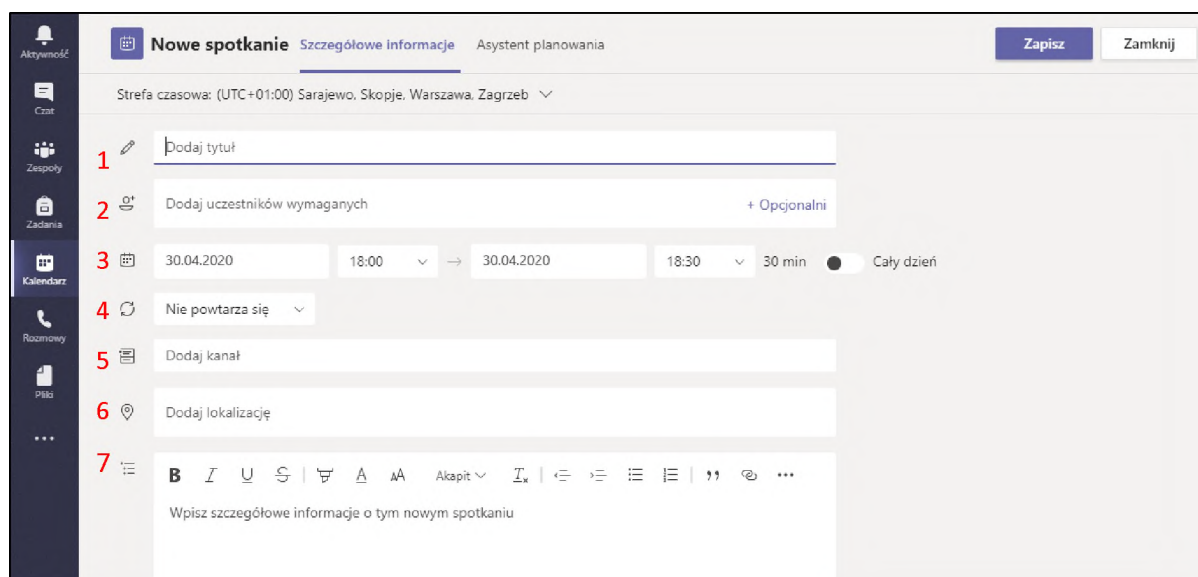 Aktywność
Czat
Zespoły
Zadania
Kalendarz
Rozmowy
Pliki
Nowe spotkanie Szczegółowe informacje Asystent planowania Zapisz Zamknij
Strefa czasowa: (UTC+01:00) Sarajewo, Skopje, Warszawa, Zagrzeb
1 Dodaj tytuł
2 Dodaj uczestników wymaganych + Opcjonalni
3 30.04.2020 18:00 → 30.04.2020 18:30 30 min Cały dzień
4 Nie powtarza się
5 Dodaj kanał
6 Dodaj lokalizację
7 B I U S A AA Akapit Ix
Wpisz szczegółowe informacje o tym nowym spotkaniu